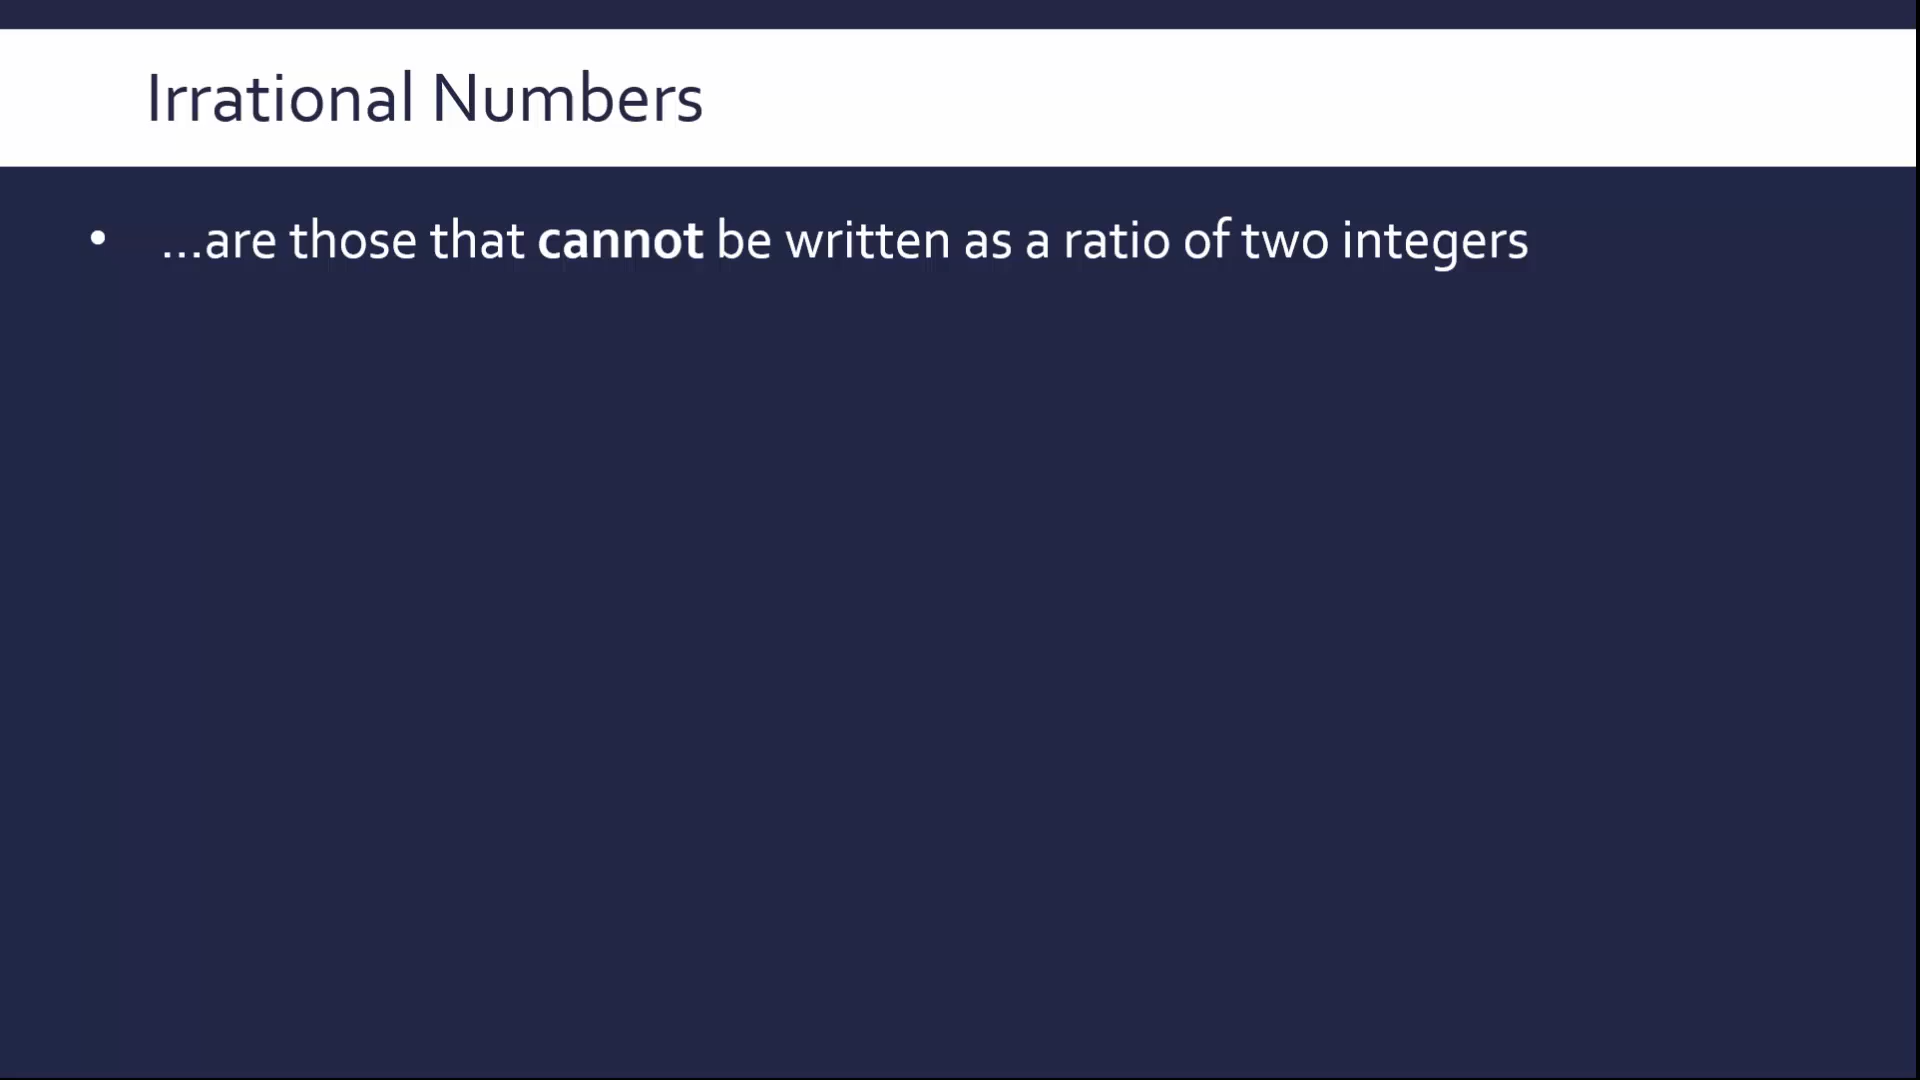 Irrational Numbers
• ...are those that cannot be written as a ratio of two integers